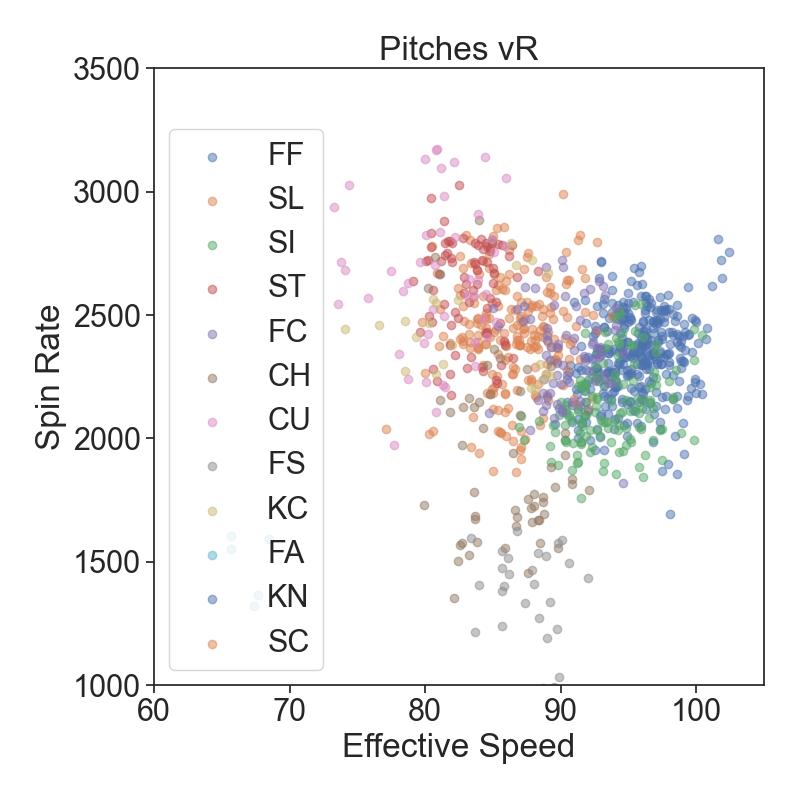 Pitches vR
3500
3000
2500
2000
1500
1000
Spin Rate
FF
SL
SI
ST
FC
CH
CU
FS
KC
FA
KN
SC
60
70
80
90
100
Effective Speed